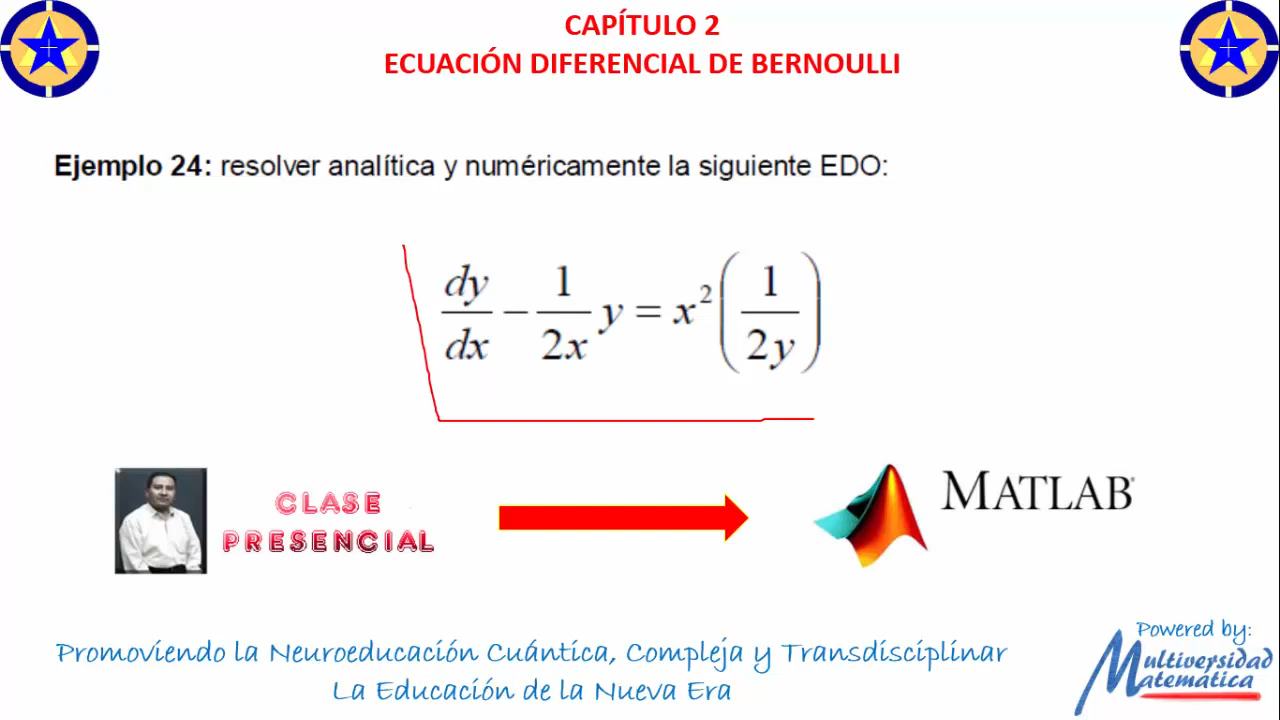 CAPÍTULO 2
ECUACIÓN DIFERENCIAL DE BERNOULLI
Ejemplo 24: resolver analítica y numéricamente la siguiente EDO:
dy/dx - 1/2x y = x² (1/2y)
CLASE
PRESENCIAL
MATLAB®
Promoviendo la Neuroeducación Cuántica, Compleja y Transdisciplinar
La Educación de la Nueva Era
Powered by:
Multiversidad
Matemática